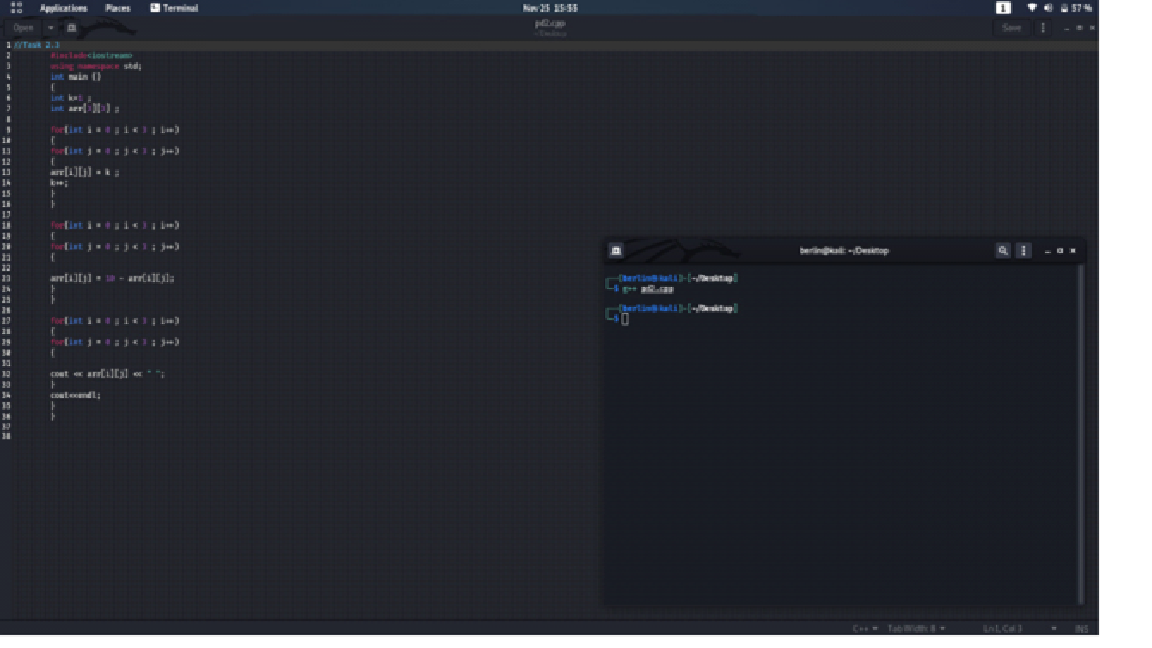 Applications Places Terminal Nov 25 15:55 1 57%
Open pd2.cpp Save
~/Desktop
1 //Task 2.3
2 #include<iostream>
3 using namespace std;
4 int main ()
5 {
6 int k=1 ;
7 int arr[3][3] ;
8
9 for(int i = 0 ; i < 3 ; i++)
10 {
11 for(int j = 0 ; j < 3 ; j++)
12 {
13 arr[i][j] = k ;
14 k++;
15 }
16 }
17
18 for(int i = 0 ; i < 3 ; i++)
19 {
20 for(int j = 0 ; j < 3 ; j++)
21 {
22
23 arr[i][j] = 10 - arr[i][j];
24 }
25 }
26
27 for(int i = 0 ; i < 3 ; i++)
28 {
29 for(int j = 0 ; j < 3 ; j++)
30 {
31
32 cout << arr[i][j] << " ";
33 }
34 cout<<endl;
35 }
36 }
37
38
berlin@kali: ~/Desktop
(berlin@kali)-[~/Desktop]
$ g++ pd2.cpp
(berlin@kali)-[~/Desktop]
$
C++ Tab Width: 8 Ln 1, Col 3 INS